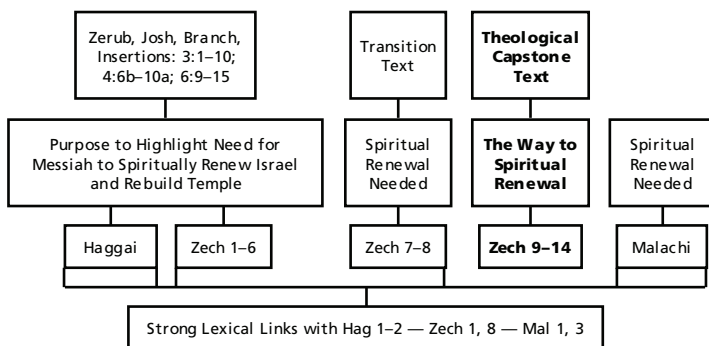 Zerub, Josh, Branch,
Insertions: 3:1–10;
4:6b–10a; 6:9–15
Transition
Text
Theological
Capstone
Text
Purpose to Highlight Need for
Messiah to Spiritually Renew Israel
and Rebuild Temple
Spiritual
Renewal
Needed
The Way to
Spiritual
Renewal
Spiritual
Renewal
Needed
Haggai
Zech 1–6
Zech 7–8
Zech 9–14
Malachi
Strong Lexical Links with Hag 1–2 — Zech 1, 8 — Mal 1, 3